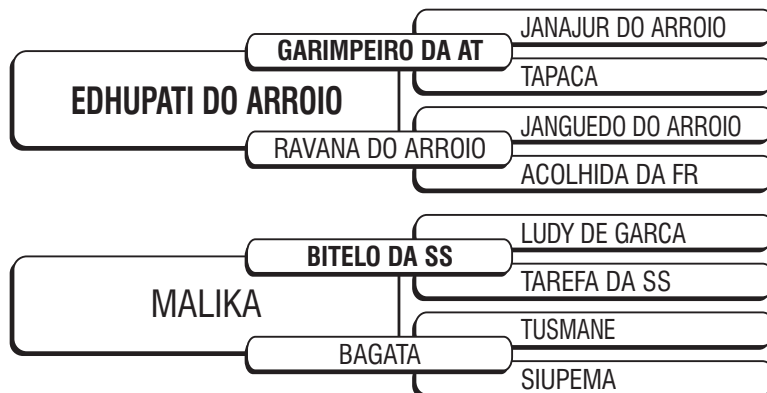 JANAJUR DO ARROIO
GARIMPEIRO DA AT
TAPACA
EDHUPATI DO ARROIO
JANGUEDO DO ARROIO
RAVANA DO ARROIO
ACOLHIDA DA FR
LUDY DE GARCA
BITELO DA SS
TAREFA DA SS
MALIKA
TUSMANE
BAGATA
SIUPEMA